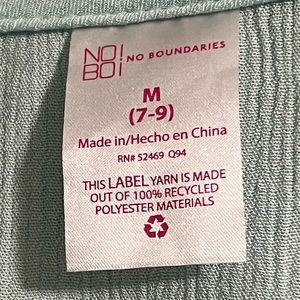 NO
BO! NO BOUNDARIES
M
(7-9)
Made in/Hecho en China
RN# 52469 Q94
THIS LABEL YARN IS MADE
OUT OF 100% RECYCLED
POLYESTER MATERIALS